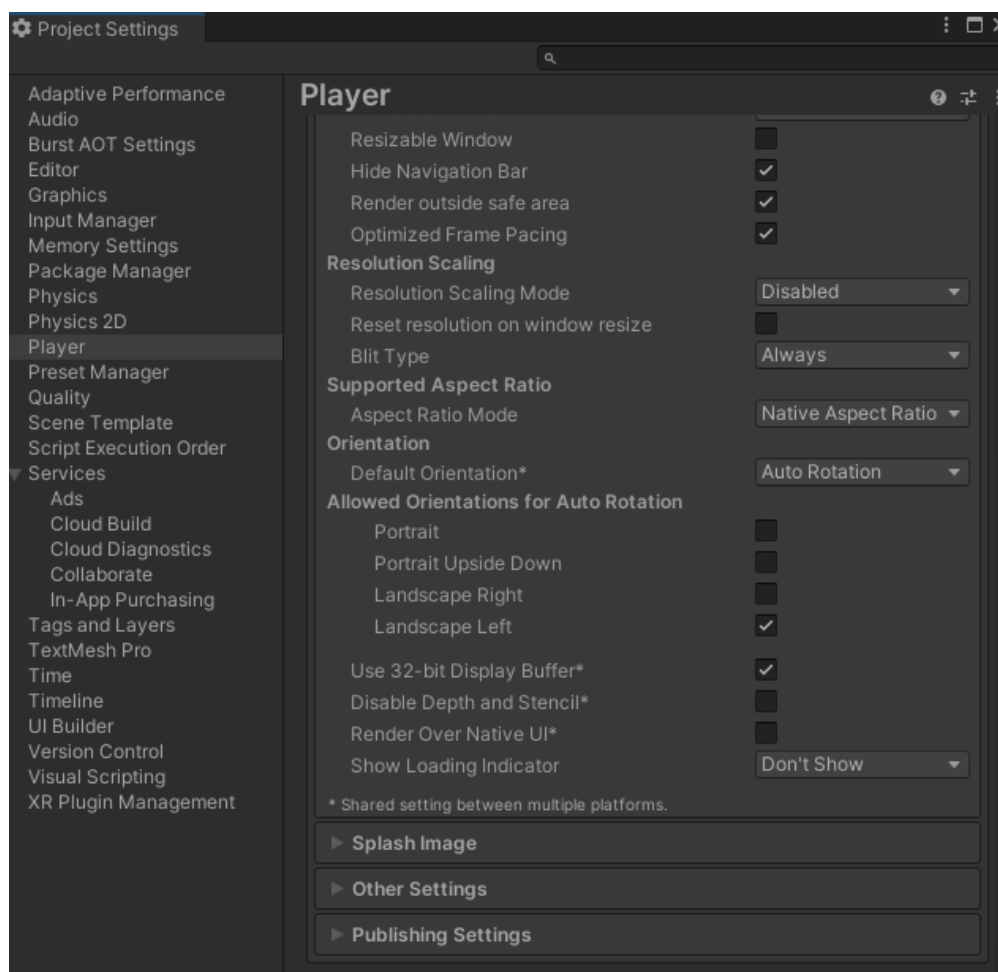 Project Settings
Adaptive Performance
Audio
Burst AOT Settings
Editor
Graphics
Input Manager
Memory Settings
Package Manager
Physics
Physics 2D
Player
Preset Manager
Quality
Scene Template
Script Execution Order
Services
Ads
Cloud Build
Cloud Diagnostics
Collaborate
In-App Purchasing
Tags and Layers
TextMesh Pro
Time
Timeline
UI Builder
Version Control
Visual Scripting
XR Plugin Management
Player
Resizable Window
Hide Navigation Bar
Render outside safe area
Optimized Frame Pacing
Resolution Scaling
Resolution Scaling Mode Disabled
Reset resolution on window resize
Blit Type Always
Supported Aspect Ratio
Aspect Ratio Mode Native Aspect Ratio
Orientation
Default Orientation* Auto Rotation
Allowed Orientations for Auto Rotation
Portrait
Portrait Upside Down
Landscape Right
Landscape Left
Use 32-bit Display Buffer*
Disable Depth and Stencil*
Render Over Native UI*
Show Loading Indicator Don't Show
* Shared setting between multiple platforms.
Splash Image
Other Settings
Publishing Settings